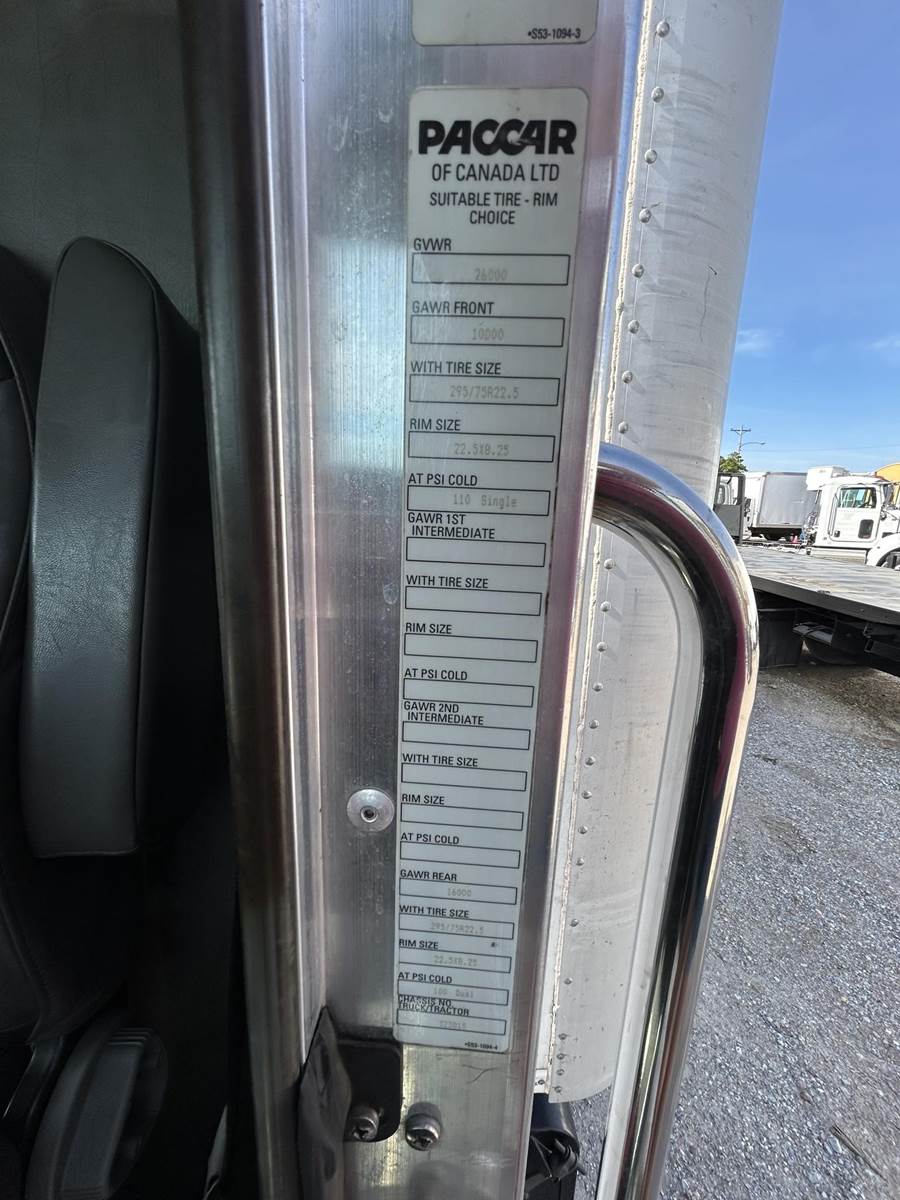 •S53-1094-3
PACCAR
OF CANADA LTD
SUITABLE TIRE - RIM
CHOICE
GVWR
26000
GAWR FRONT
10000
WITH TIRE SIZE
295/75R22.5
RIM SIZE
22.5X8.25
AT PSI COLD
110 Single
GAWR 1ST
INTERMEDIATE
WITH TIRE SIZE
RIM SIZE
AT PSI COLD
GAWR 2ND
INTERMEDIATE
WITH TIRE SIZE
RIM SIZE
AT PSI COLD
GAWR REAR
16000
WITH TIRE SIZE
295/75R22.5
RIM SIZE
22.5X8.25
AT PSI COLD
100 Dual
CHASSIS NO.
TRUCK/TRACTOR
•S53-1094-4